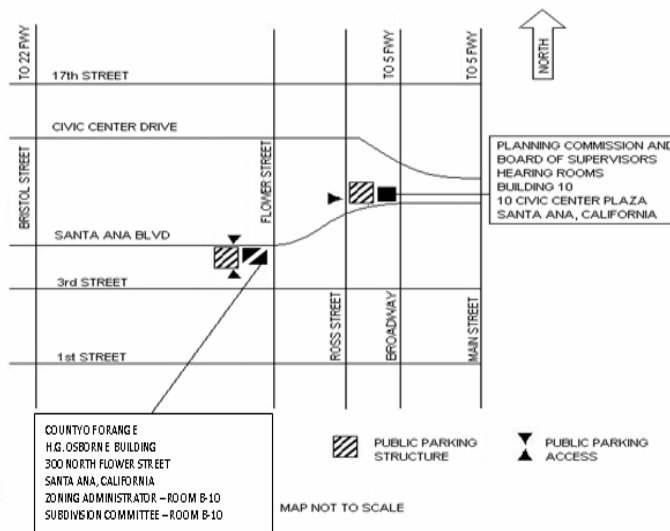 TO 22 FWY
TO 5 FWY
TO 5 FWY
NORTH
17th STREET
CIVIC CENTER DRIVE
BRISTOL STREET
FLOWER STREET
PLANNING COMMISSION AND
BOARD OF SUPERVISORS
HEARING ROOMS
BUILDING 10
10 CIVIC CENTER PLAZA
SANTA ANA, CALIFORNIA
SANTA ANA BLVD
3rd STREET
ROSS STREET
BROADWAY
MAIN STREET
1st STREET
COUNTY OF ORANGE
H.G. OSBORNE BUILDING
300 NORTH FLOWER STREET
SANTA ANA, CALIFORNIA
ZONING ADMINISTRATOR – ROOM B-10
SUBDIVISION COMMITTEE – ROOM B-10
PUBLIC PARKING
STRUCTURE
PUBLIC PARKING
ACCESS
MAP NOT TO SCALE